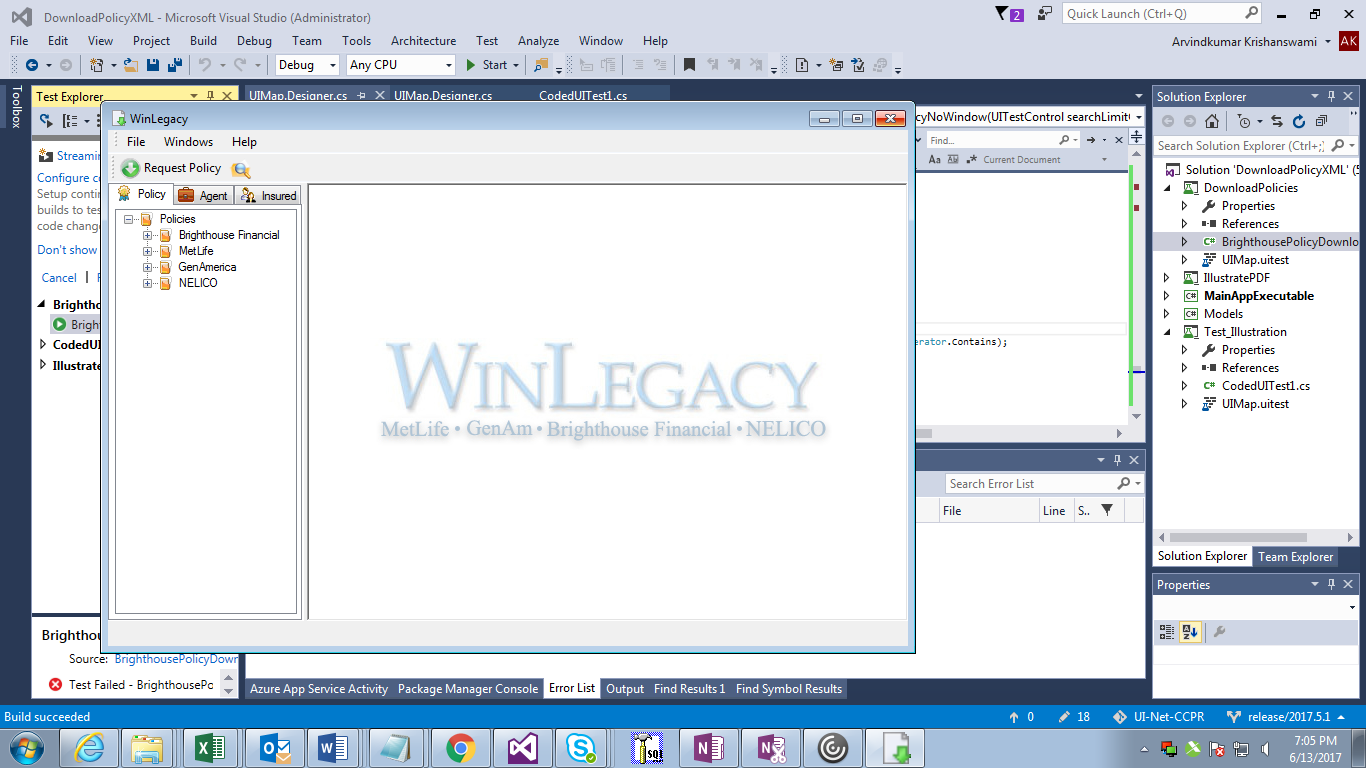 DownloadPolicyXML - Microsoft Visual Studio (Administrator)
2
Quick Launch (Ctrl+Q)
File Edit View Project Build Debug Team Tools Architecture Test Analyze Window Help
Arvindkumar Krishanswami AK
Debug Any CPU Start
Toolbox
Test Explorer
UIMap.Designer.cs UIMap.Designer.cs CodedUITest1.cs
Solution Explorer
WinLegacy
cyNoWindow(UITestControl searchLimit
File Windows Help
Find...
Search Solution Explorer (Ctrl+;)
Streamin
Request Policy
Aa Current Document
Solution 'DownloadPolicyXML' (5
Configure c
Setup contin
builds to tes
code change
Don't show
Cancel
Policy Agent Insured
Policies
Brighthouse Financial
MetLife
GenAmerica
NELICO
DownloadPolicies
Properties
References
BrighthousePolicyDownlo
UIMap.uitest
IllustratePDF
MainAppExecutable
Models
Test_Illustration
Properties
References
CodedUITest1.cs
UIMap.uitest
Brightho
Bright
CodedUI
Illustrate
erator.Contains);
WINLEGACY
MetLife • GenAm • Brighthouse Financial • NELICO
Search Error List
File Line S..
Solution Explorer Team Explorer
Properties
Brighthou
Source: BrighthousePolicyDown
Test Failed - BrighthousePo
Azure App Service Activity Package Manager Console Error List Output Find Results 1 Find Symbol Results
Build succeeded
0 18 UI-Net-CCPR release/2017.5.1
SQL
7:05 PM
6/13/2017